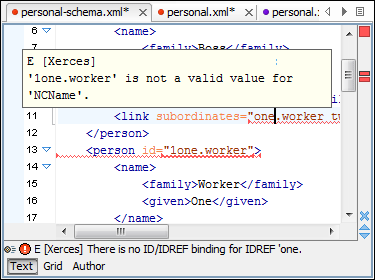 personal-schema.xml* personal.xml* personal.x
6 <name>
<family>Boss</family>
E [Xerces]
'1one.worker' is not a valid value for
'NCName'.
11 <link subordinates="one.worker tw
12 </person>
13 <person id="1one.worker">
14 <name>
15 <family>Worker</family>
16 <given>One</given>
17 </name>
E [Xerces] There is no ID/IDREF binding for IDREF 'one.
Text Grid Author